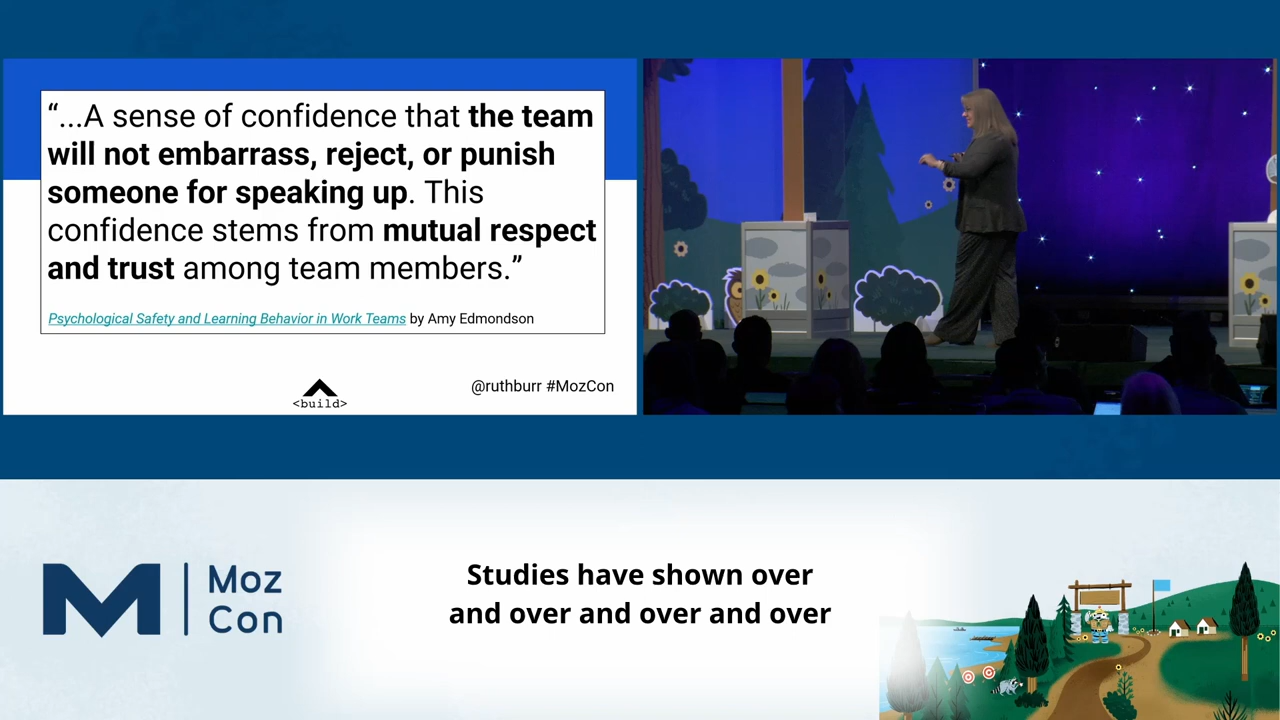 “...A sense of confidence that the team
will not embarrass, reject, or punish
someone for speaking up. This
confidence stems from mutual respect
and trust among team members.”
Psychological Safety and Learning Behavior in Work Teams by Amy Edmondson
@ruthburr #MozCon
<build>
Moz
Con
Studies have shown over
and over and over and over